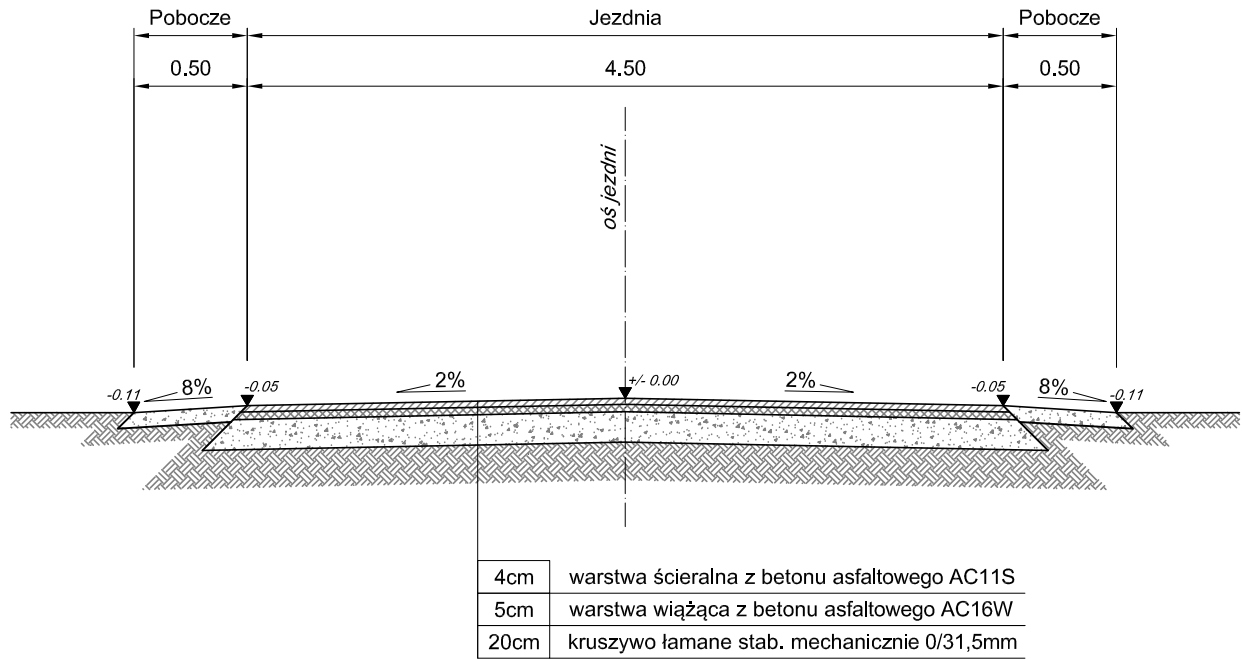 Pobocze Jezdnia Pobocze
0.50 4.50 0.50
oś jezdni
-0.11 8% -0.05 2% +/- 0.00 2% -0.05 8% -0.11
4cm warstwa ścieralna z betonu asfaltowego AC11S
5cm warstwa wiążąca z betonu asfaltowego AC16W
20cm kruszywo łamane stab. mechanicznie 0/31,5mm